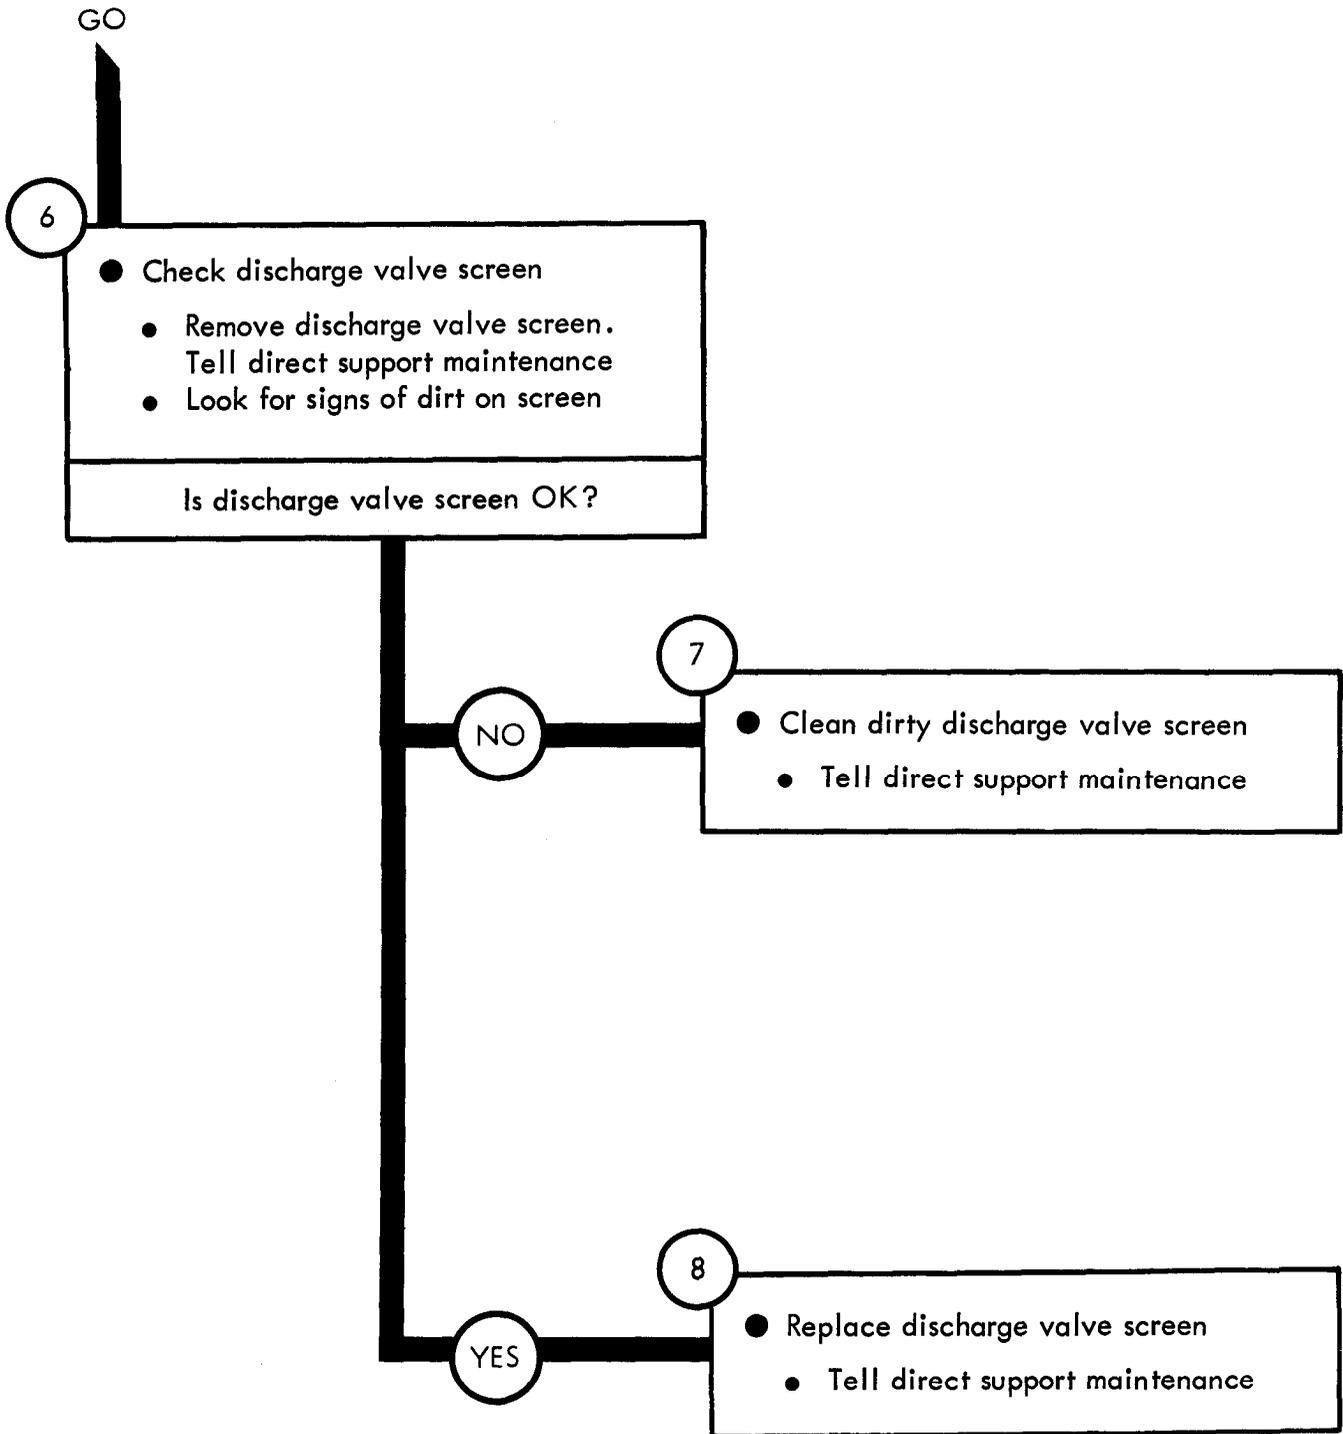 GO
6
● Check discharge valve screen
● Remove discharge valve screen.
Tell direct support maintenance
● Look for signs of dirt on screen
Is discharge valve screen OK?
7
NO
● Clean dirty discharge valve screen
● Tell direct support maintenance
8
YES
● Replace discharge valve screen
● Tell direct support maintenance